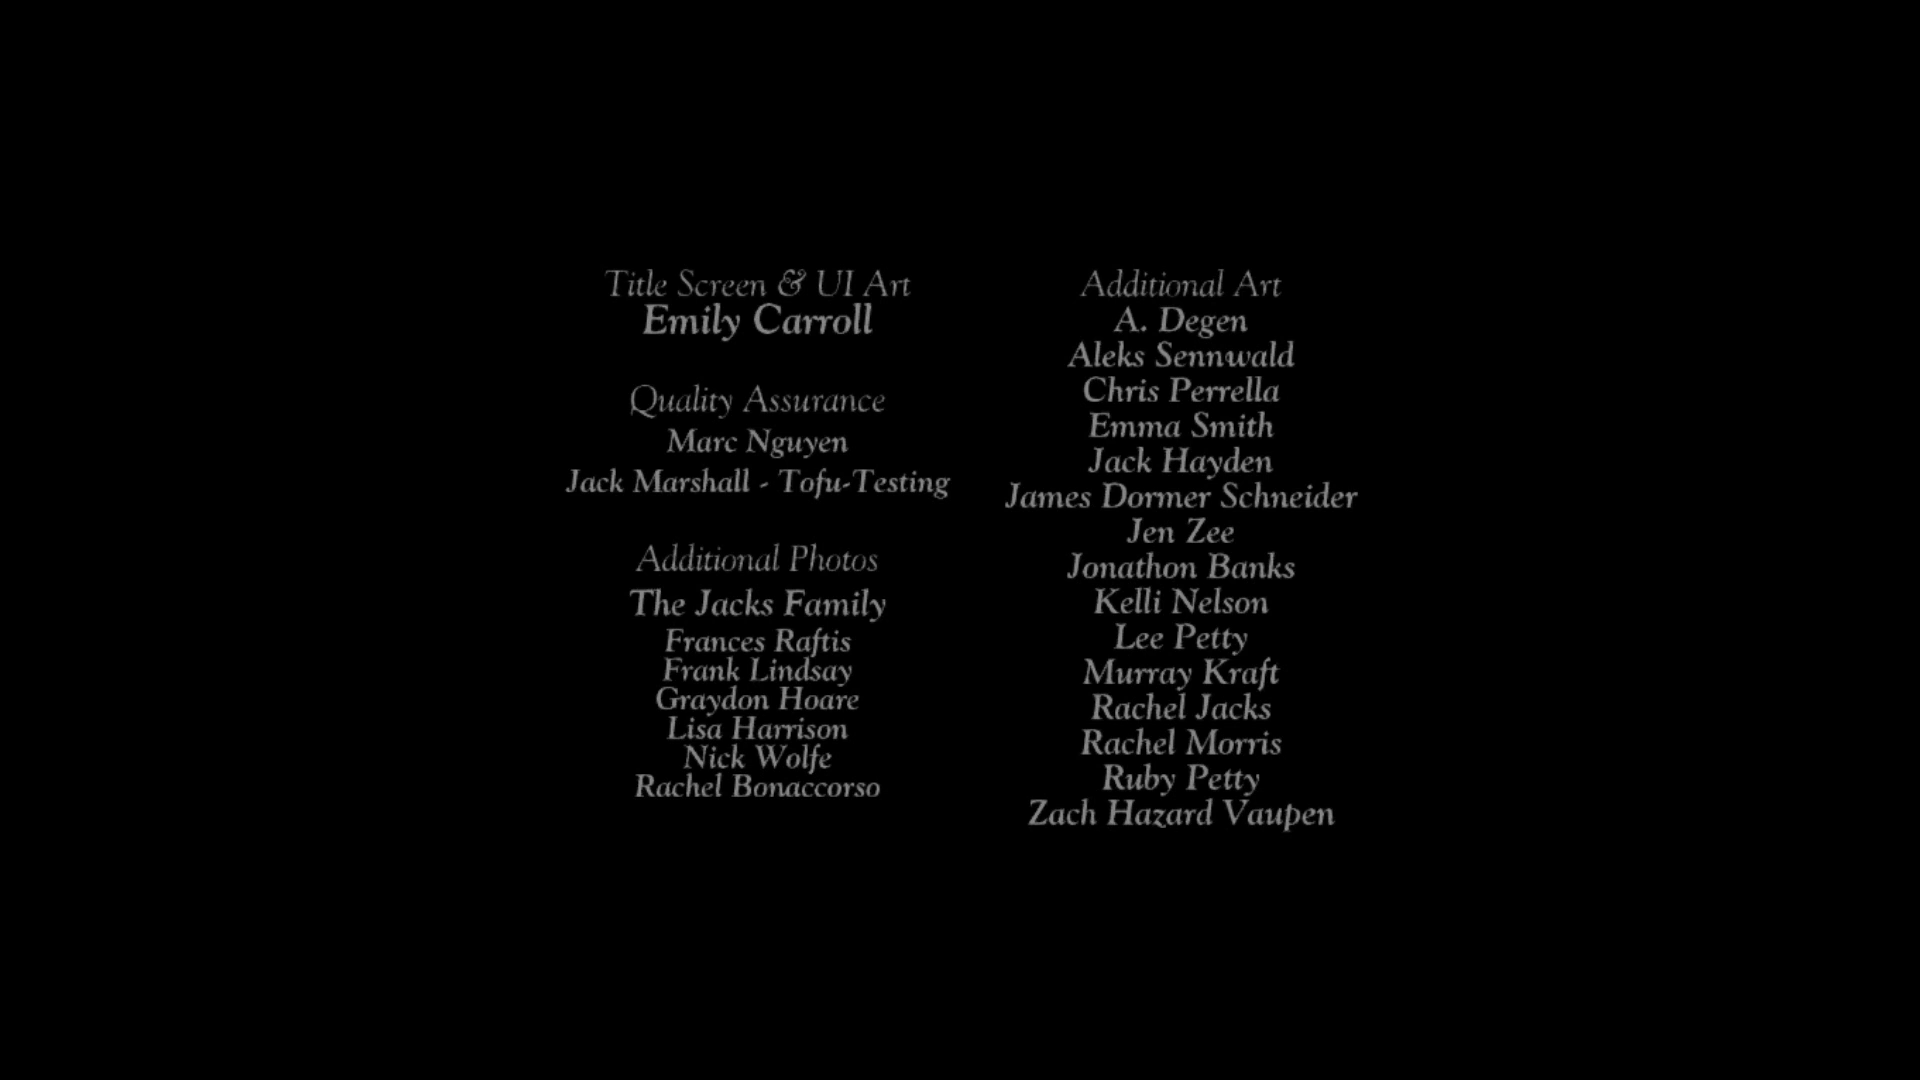 Title Screen & UI Art
Emily Carroll
Quality Assurance
Marc Nguyen
Jack Marshall - Tofu-Testing
Additional Photos
The Jacks Family
Frances Raftis
Frank Lindsay
Graydon Hoare
Lisa Harrison
Nick Wolfe
Rachel Bonaccorso
Additional Art
A. Degen
Aleks Sennwald
Chris Perrella
Emma Smith
Jack Hayden
James Dormer Schneider
Jen Zee
Jonathon Banks
Kelli Nelson
Lee Petty
Murray Kraft
Rachel Jacks
Rachel Morris
Ruby Petty
Zach Hazard Vaupen